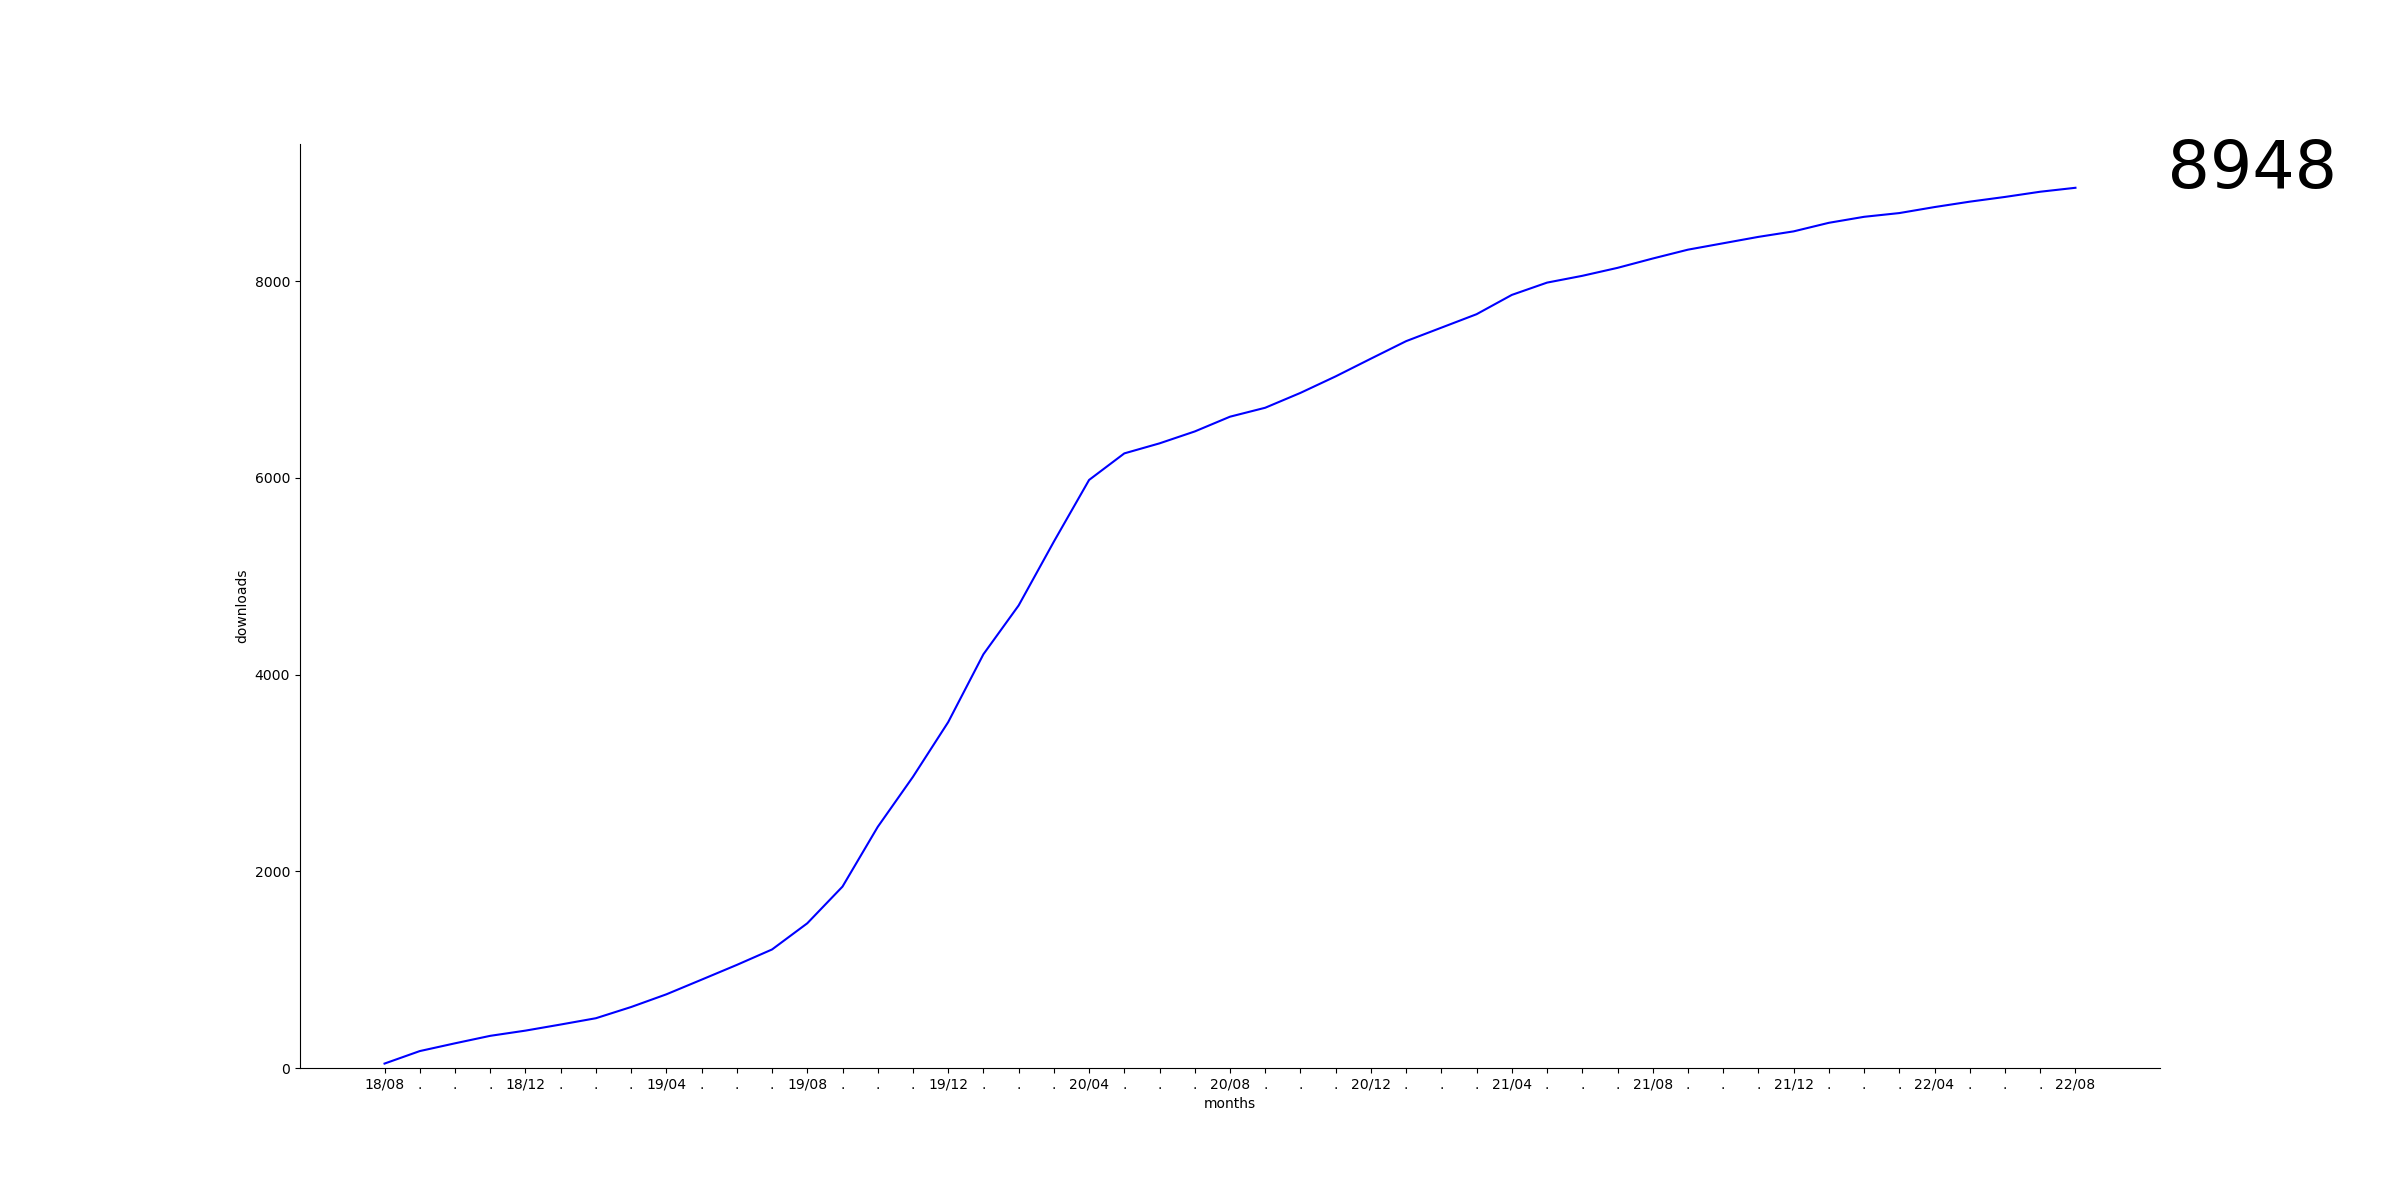 8948
8000
6000
4000
2000
0
downloads
18/08 . . . 18/12 . . . 19/04 . . . 19/08 . . . 19/12 . . . 20/04 . . . 20/08 . . . 20/12 . . . 21/04 . . . 21/08 . . . 21/12 . . . 22/04 . . . 22/08
months